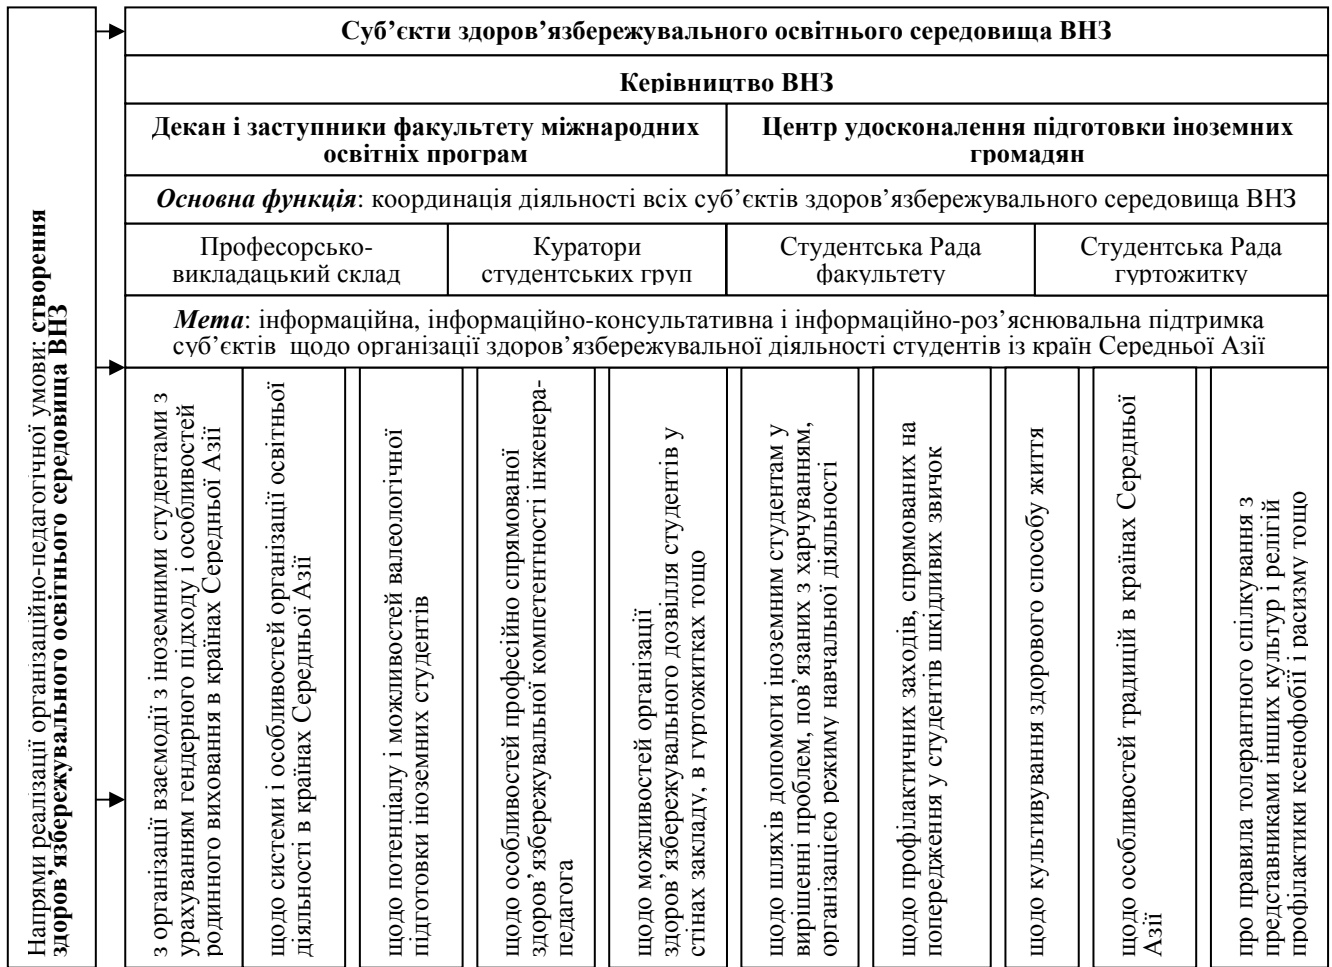 Напрями реалізації організаційно-педагогічної умови: створення
здоров’язбережувального освітнього середовища ВНЗ
Суб’єкти здоров’язбережувального освітнього середовища ВНЗ
Керівництво ВНЗ
Декан і заступники факультету міжнародних
освітніх програм
Центр удосконалення підготовки іноземних
громадян
Основна функція: координація діяльності всіх суб’єктів здоров’язбережувального середовища ВНЗ
Професорсько-
викладацький склад
Куратори
студентських груп
Студентська Рада
факультету
Студентська Рада
гуртожитку
Мета: інформаційна, інформаційно-консультативна і інформаційно-роз’яснювальна підтримка
суб’єктів щодо організації здоров’язбережувальної діяльності студентів із країн Середньої Азії
з організації взаємодії з іноземними студентами з
урахуванням гендерного підходу і особливостей
родинного виховання в країнах Середньої Азії
щодо системи і особливостей організації освітньої
діяльності в країнах Середньої Азії
щодо потенціалу і можливостей валеологічної
підготовки іноземних студентів
щодо особливостей професійно спрямованої
здоров’язбережувальної компетентності інженера-
педагога
щодо можливостей організації
здоров’язбережувального дозвілля студентів у
стінах закладу, в гуртожитках тощо
щодо шляхів допомоги іноземним студентам у
вирішенні проблем, пов’язаних з харчуванням,
організацією режиму навчальної діяльності
щодо профілактичних заходів, спрямованих на
попередження у студентів шкідливих звичок
щодо культивування здорового способу життя
щодо особливостей традицій в країнах Середньої
Азії
про правила толерантного спілкування з
представниками інших культур і релігій
профілактики ксенофобії і расизму тощо